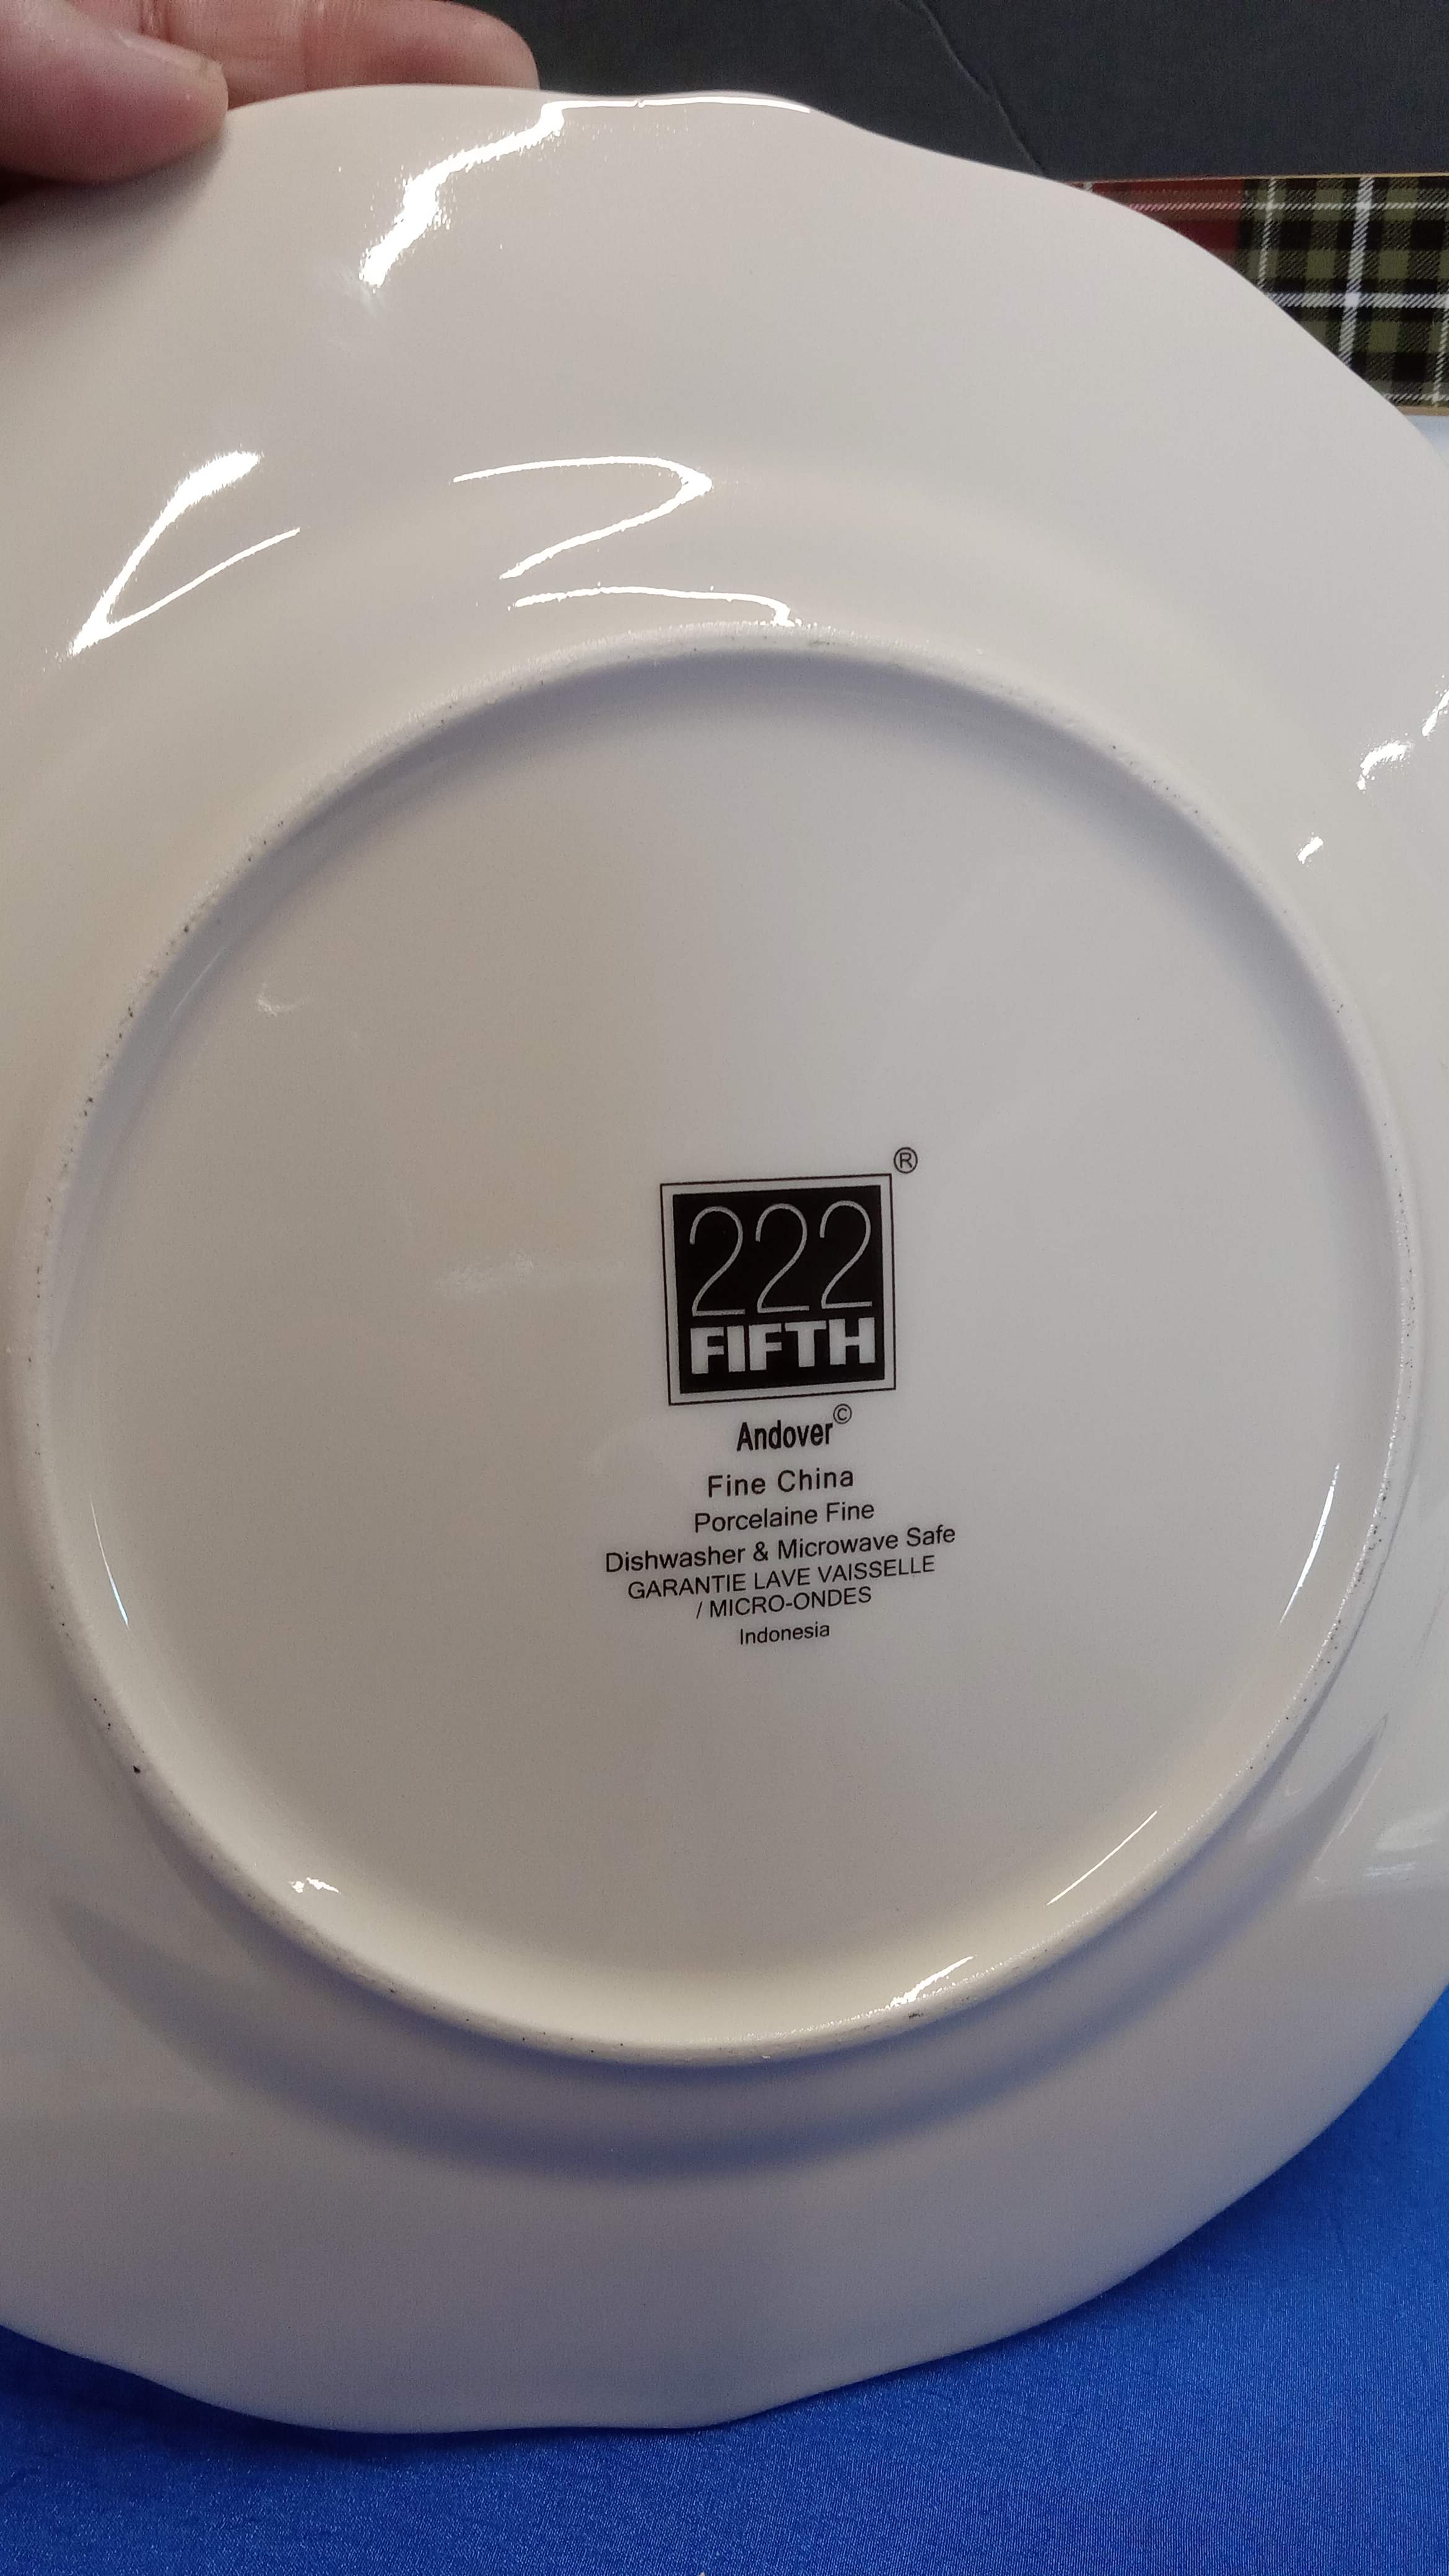 ®
222
FIFTH
Andover©
Fine China
Porcelaine Fine
Dishwasher & Microwave Safe
GARANTIE LAVE VAISSELLE
/ MICRO-ONDES
Indonesia